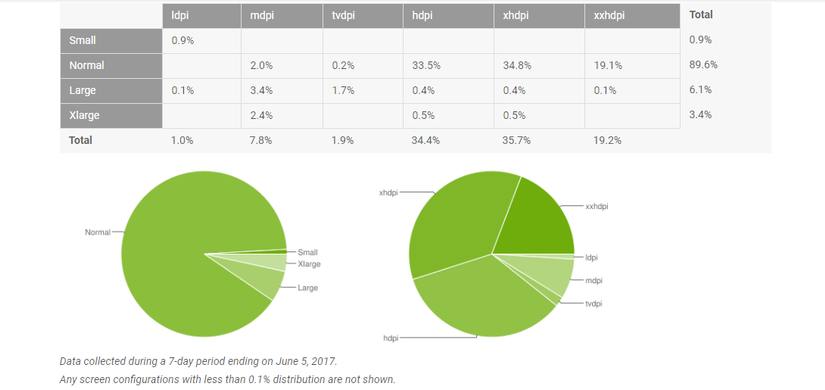 ldpi mdpi tvdpi hdpi xhdpi xxhdpi Total
Small 0.9% 0.9%
Normal 2.0% 0.2% 33.5% 34.8% 19.1% 89.6%
Large 0.1% 3.4% 1.7% 0.4% 0.4% 0.1% 6.1%
Xlarge 2.4% 0.5% 0.5% 3.4%
Total 1.0% 7.8% 1.9% 34.4% 35.7% 19.2%
Normal
Small
Xlarge
Large
xhdpi
xxhdpi
ldpi
mdpi
tvdpi
hdpi
Data collected during a 7-day period ending on June 5, 2017.
Any screen configurations with less than 0.1% distribution are not shown.